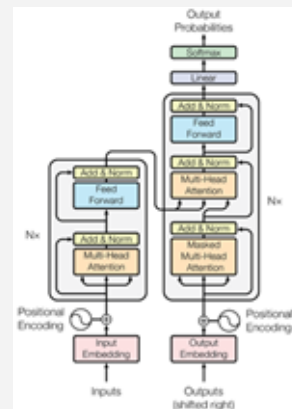 Output
Probabilities
Softmax
Linear
Add & Norm
Feed
Forward
Add & Norm
Multi-Head
Attention
Add & Norm
Masked
Multi-Head
Attention
Nx
Positional
Encoding
Output
Embedding
Outputs
(shifted right)
Add & Norm
Feed
Forward
Add & Norm
Multi-Head
Attention
Nx
Positional
Encoding
Input
Embedding
Inputs